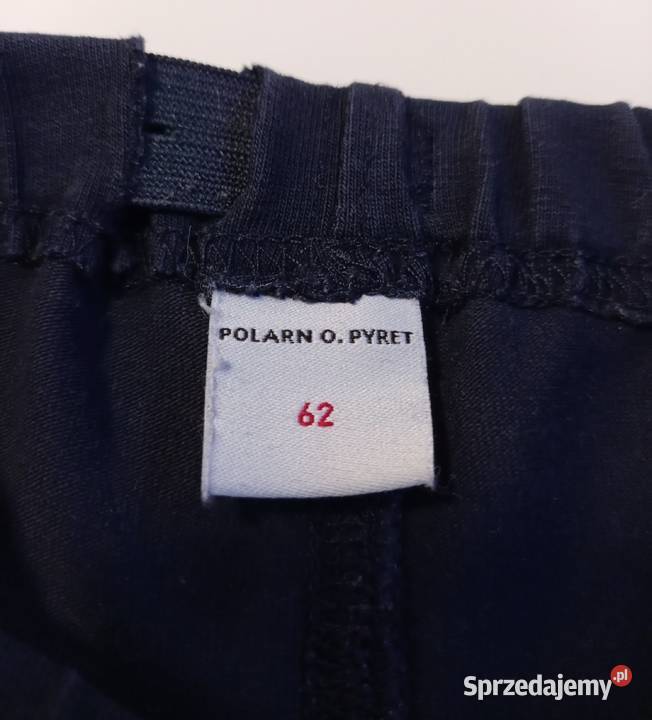 POLARN O. PYRET
62
Sprzedajemy.pl